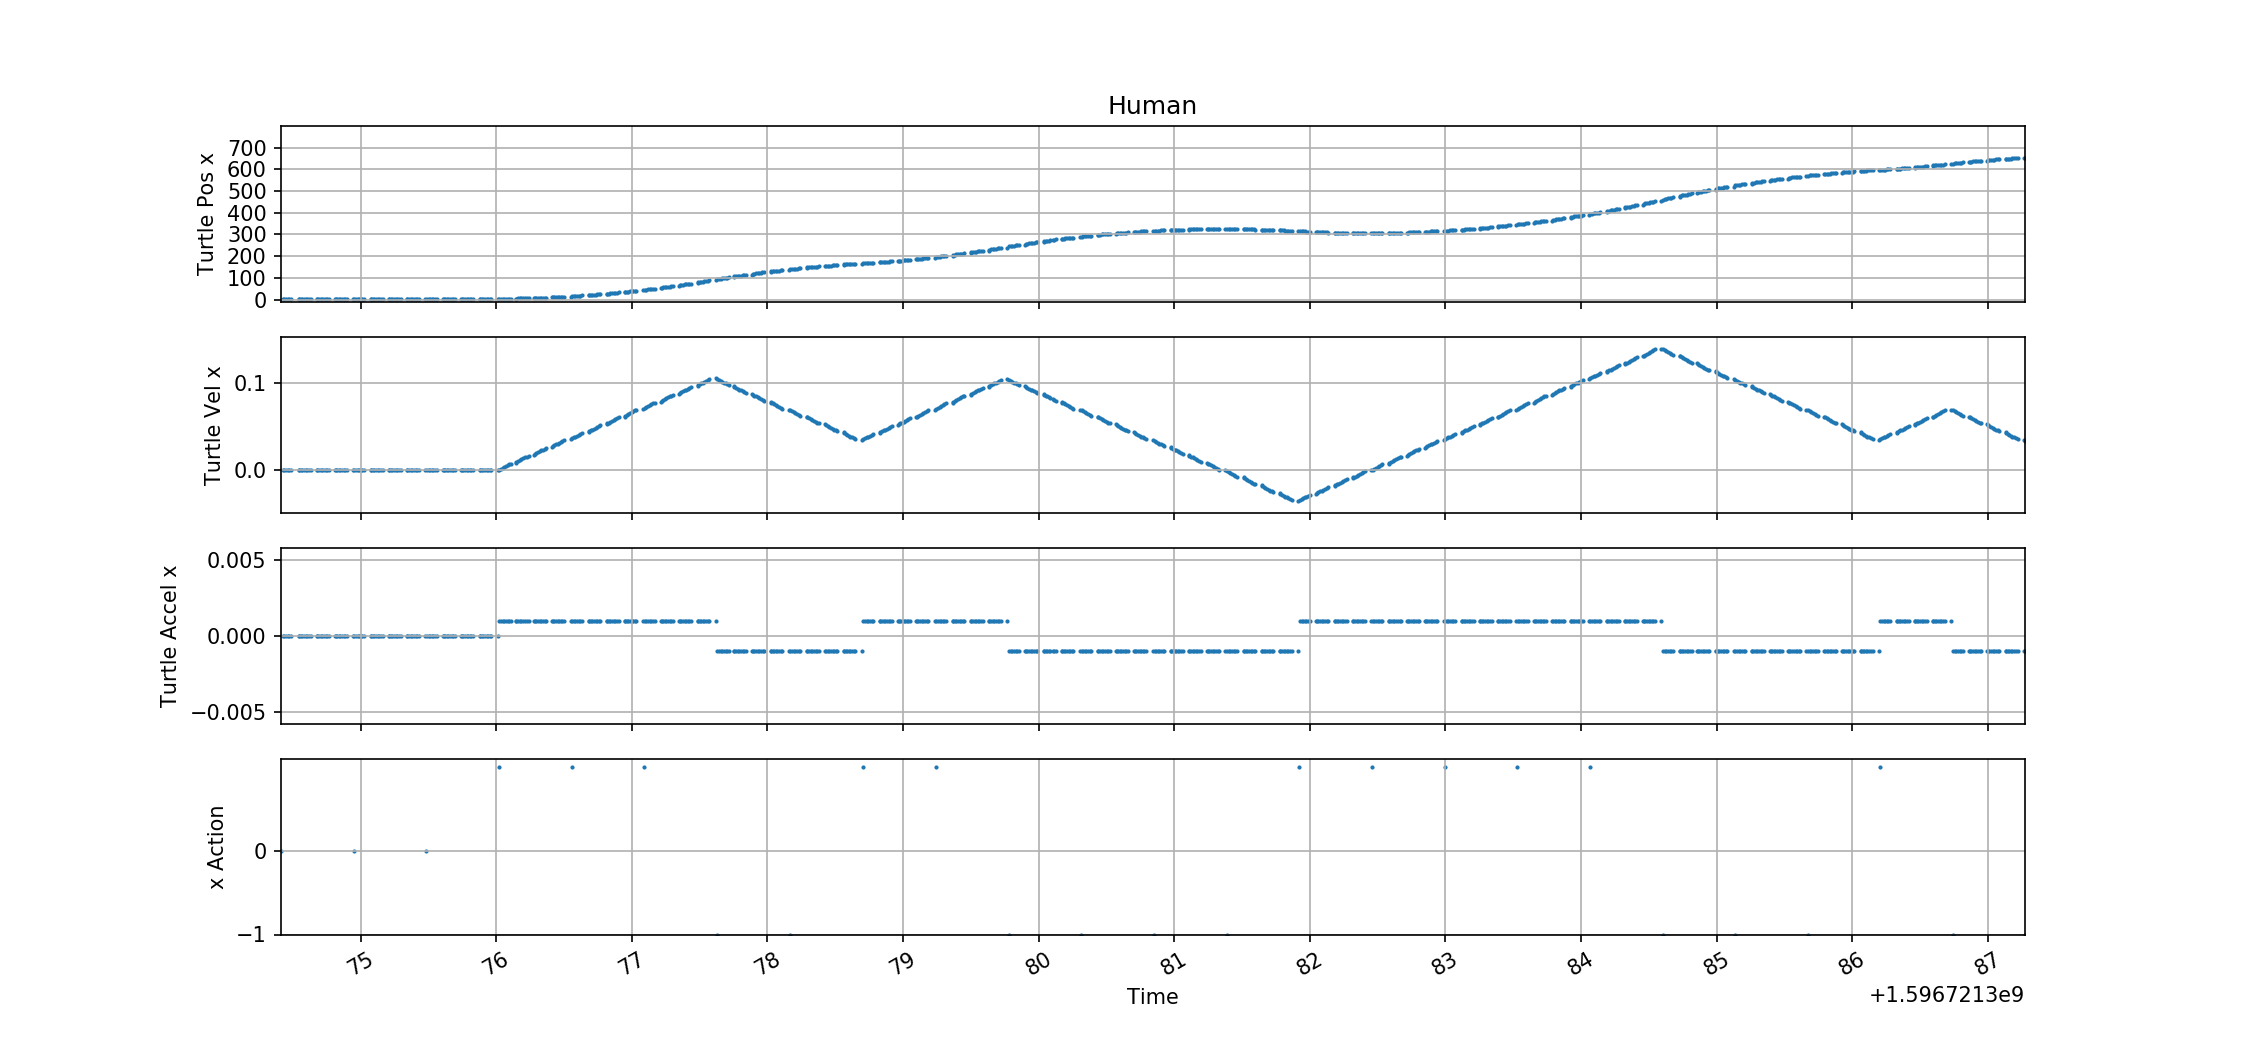 Human
Turtle Pos x
700
600
500
400
300
200
100
0
Turtle Vel x
0.1
0.0
Turtle Accel x
0.005
0.000
−0.005
x Action
0
−1
75 76 77 78 79 80 81 82 83 84 85 86 87
Time
+1.5967213e9